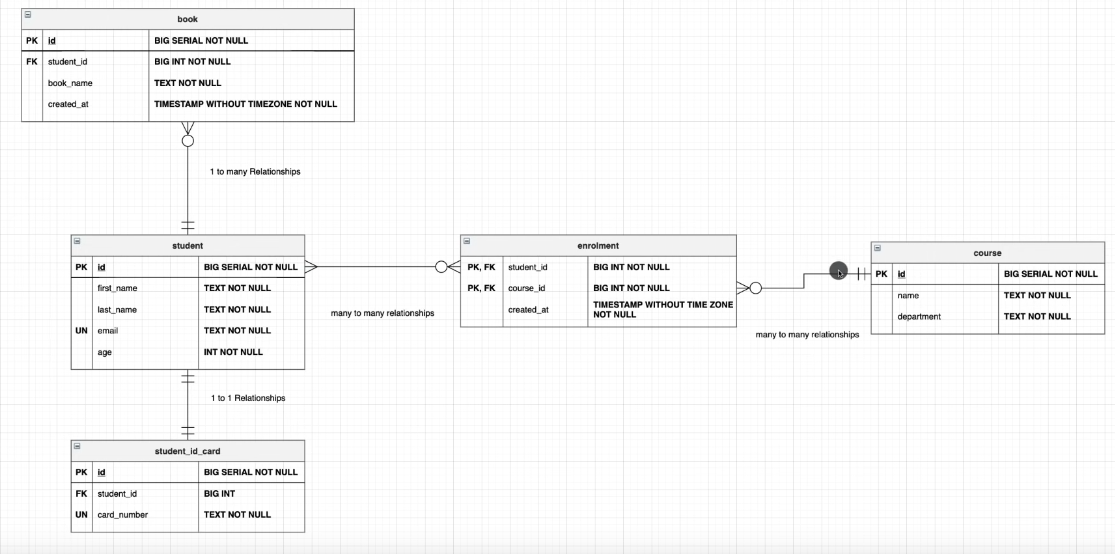 book
PK id BIG SERIAL NOT NULL
FK student_id BIG INT NOT NULL
book_name TEXT NOT NULL
created_at TIMESTAMP WITHOUT TIMEZONE NOT NULL
1 to many Relationships
student
PK id BIG SERIAL NOT NULL
first_name TEXT NOT NULL
last_name TEXT NOT NULL
UN email TEXT NOT NULL
age INT NOT NULL
many to many relationships
enrolment
PK, FK student_id BIG INT NOT NULL
PK, FK course_id BIG INT NOT NULL
created_at TIMESTAMP WITHOUT TIME ZONE
NOT NULL
many to many relationships
course
PK id BIG SERIAL NOT NULL
name TEXT NOT NULL
department TEXT NOT NULL
1 to 1 Relationships
student_id_card
PK id BIG SERIAL NOT NULL
FK student_id BIG INT
UN card_number TEXT NOT NULL